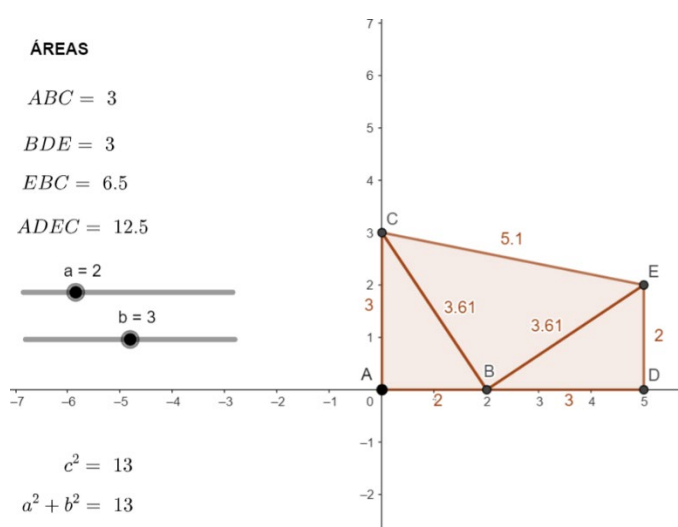 ÁREAS
ABC = 3
BDE = 3
EBC = 6.5
ADEC = 12.5
a = 2
b = 3
c² = 13
a² + b² = 13
7
6
5
4
3
2
1
−1
−2
−7 −6 −5 −4 −3 −2 −1 0 2 3 4 5
C
5.1
E
3
3.61
3.61
2
A
B
D
2
3